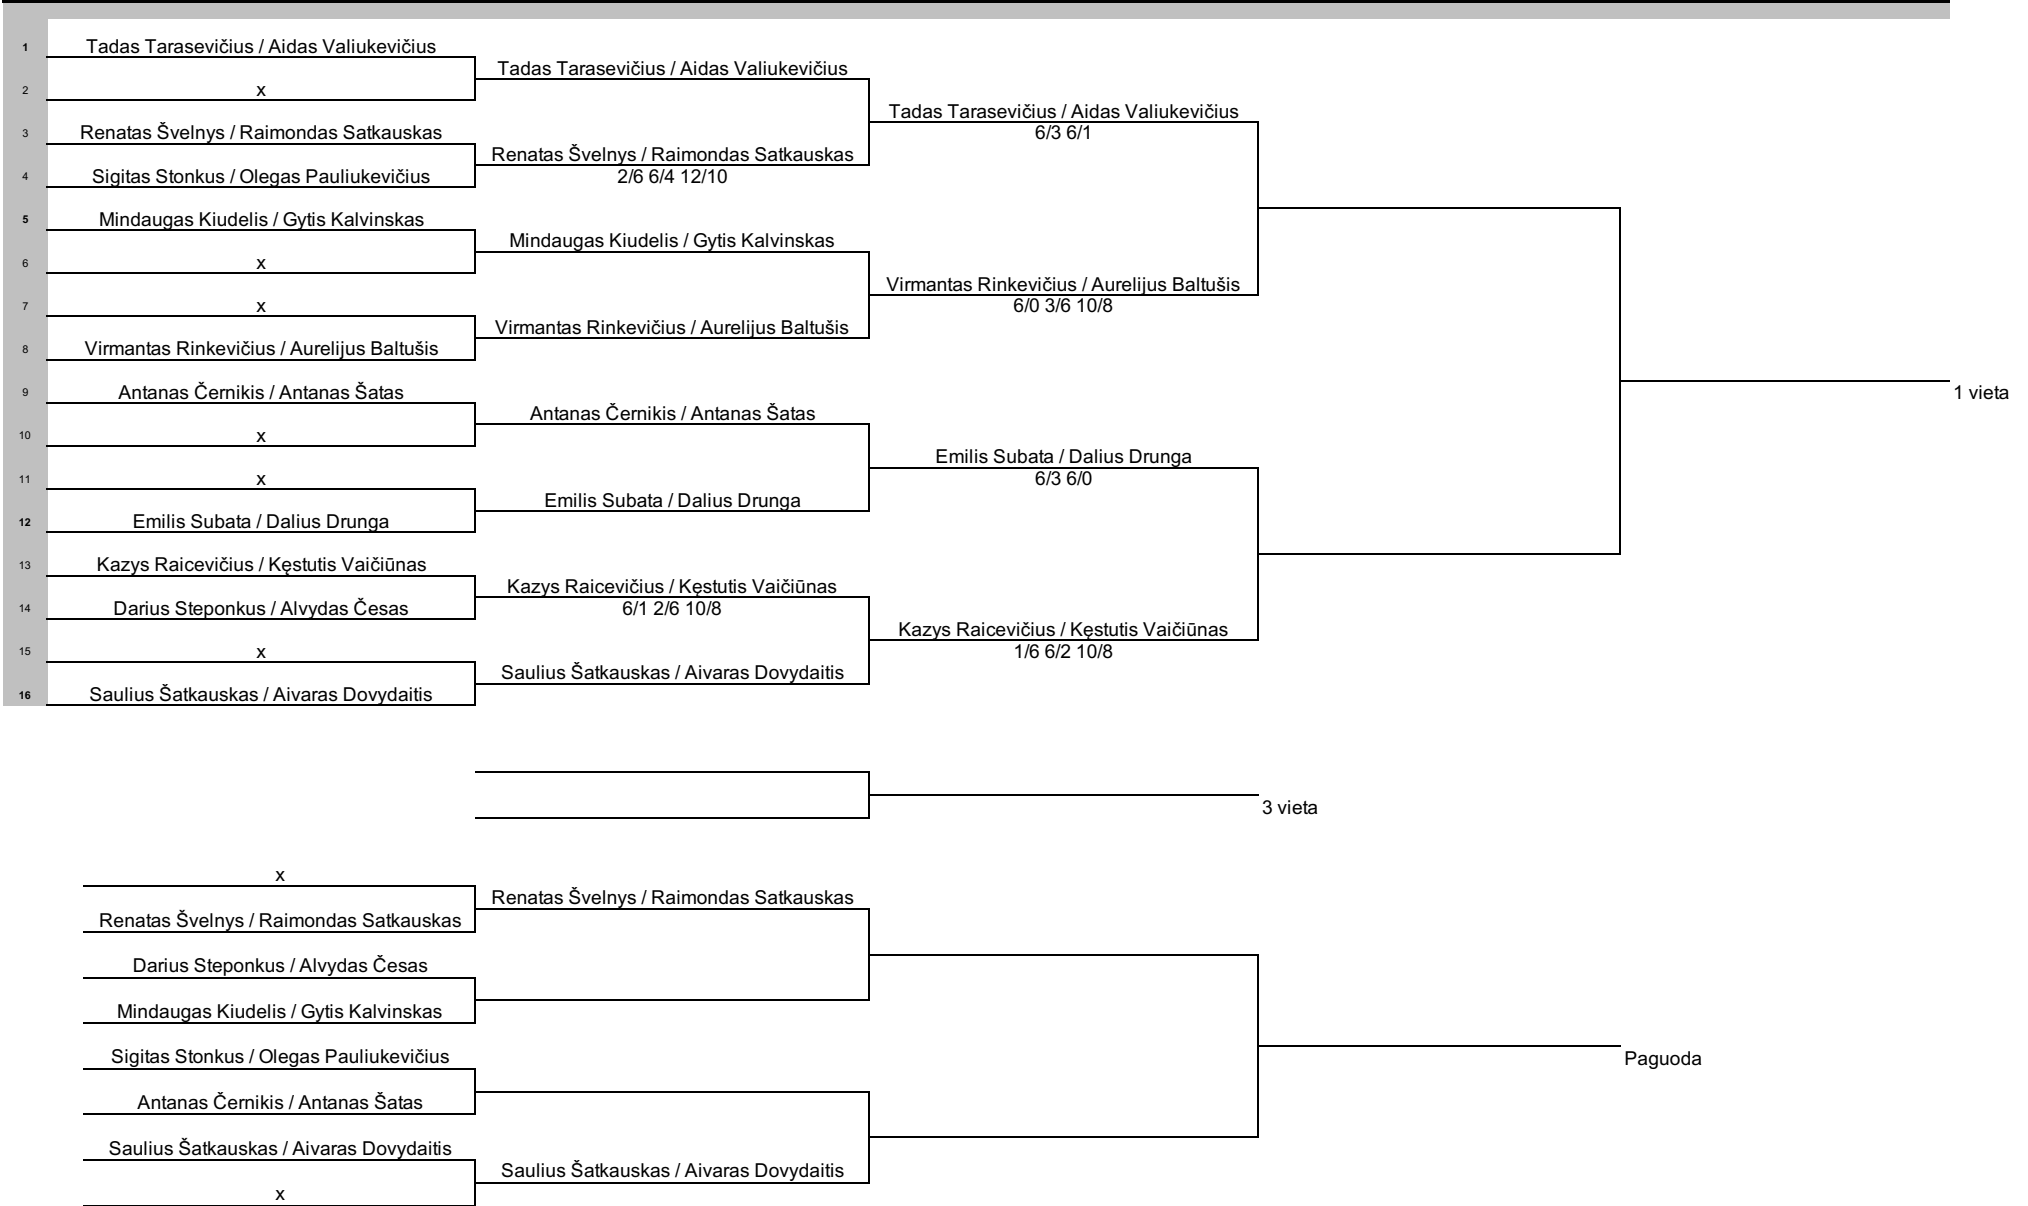 1 Tadas Tarasevičius / Aidas Valiukevičius
Tadas Tarasevičius / Aidas Valiukevičius
2 x
Tadas Tarasevičius / Aidas Valiukevičius
6/3 6/1
3 Renatas Švelnys / Raimondas Satkauskas
Renatas Švelnys / Raimondas Satkauskas
2/6 6/4 12/10
4 Sigitas Stonkus / Olegas Pauliukevičius
5 Mindaugas Kiudelis / Gytis Kalvinskas
Mindaugas Kiudelis / Gytis Kalvinskas
6 x
Virmantas Rinkevičius / Aurelijus Baltušis
6/0 3/6 10/8
7 x
Virmantas Rinkevičius / Aurelijus Baltušis
8 Virmantas Rinkevičius / Aurelijus Baltušis
1 vieta
9 Antanas Černikis / Antanas Šatas
Antanas Černikis / Antanas Šatas
10 x
Emilis Subata / Dalius Drunga
6/3 6/0
11 x
Emilis Subata / Dalius Drunga
12 Emilis Subata / Dalius Drunga
13 Kazys Raicevičius / Kęstutis Vaičiūnas
Kazys Raicevičius / Kęstutis Vaičiūnas
6/1 2/6 10/8
14 Darius Steponkus / Alvydas Česas
Kazys Raicevičius / Kęstutis Vaičiūnas
1/6 6/2 10/8
15 x
Saulius Šatkauskas / Aivaras Dovydaitis
16 Saulius Šatkauskas / Aivaras Dovydaitis
3 vieta
x
Renatas Švelnys / Raimondas Satkauskas
Renatas Švelnys / Raimondas Satkauskas
Darius Steponkus / Alvydas Česas
Mindaugas Kiudelis / Gytis Kalvinskas
Sigitas Stonkus / Olegas Pauliukevičius
Paguoda
Antanas Černikis / Antanas Šatas
Saulius Šatkauskas / Aivaras Dovydaitis
Saulius Šatkauskas / Aivaras Dovydaitis
x